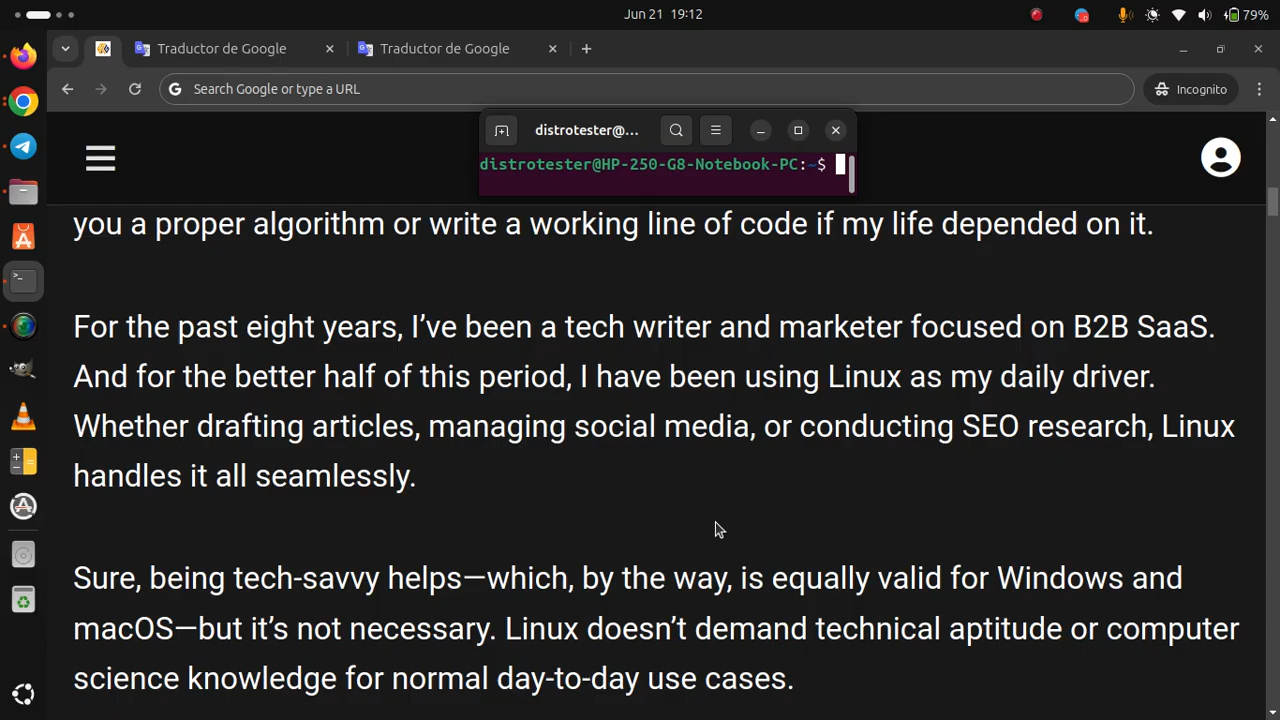 Jun 21 19:12
79%
Traductor de Google
Traductor de Google
Search Google or type a URL
Incognito
distrotester@...
distrotester@HP-250-G8-Notebook-PC:~$
you a proper algorithm or write a working line of code if my life depended on it.
For the past eight years, I’ve been a tech writer and marketer focused on B2B SaaS.
And for the better half of this period, I have been using Linux as my daily driver.
Whether drafting articles, managing social media, or conducting SEO research, Linux
handles it all seamlessly.
Sure, being tech-savvy helps—which, by the way, is equally valid for Windows and
macOS—but it’s not necessary. Linux doesn’t demand technical aptitude or computer
science knowledge for normal day-to-day use cases.